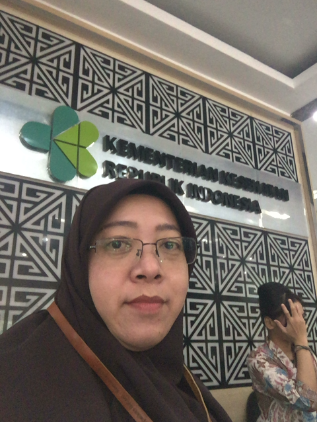 KEMENTERIAN KESEHATAN
REPUBLIK INDONESIA